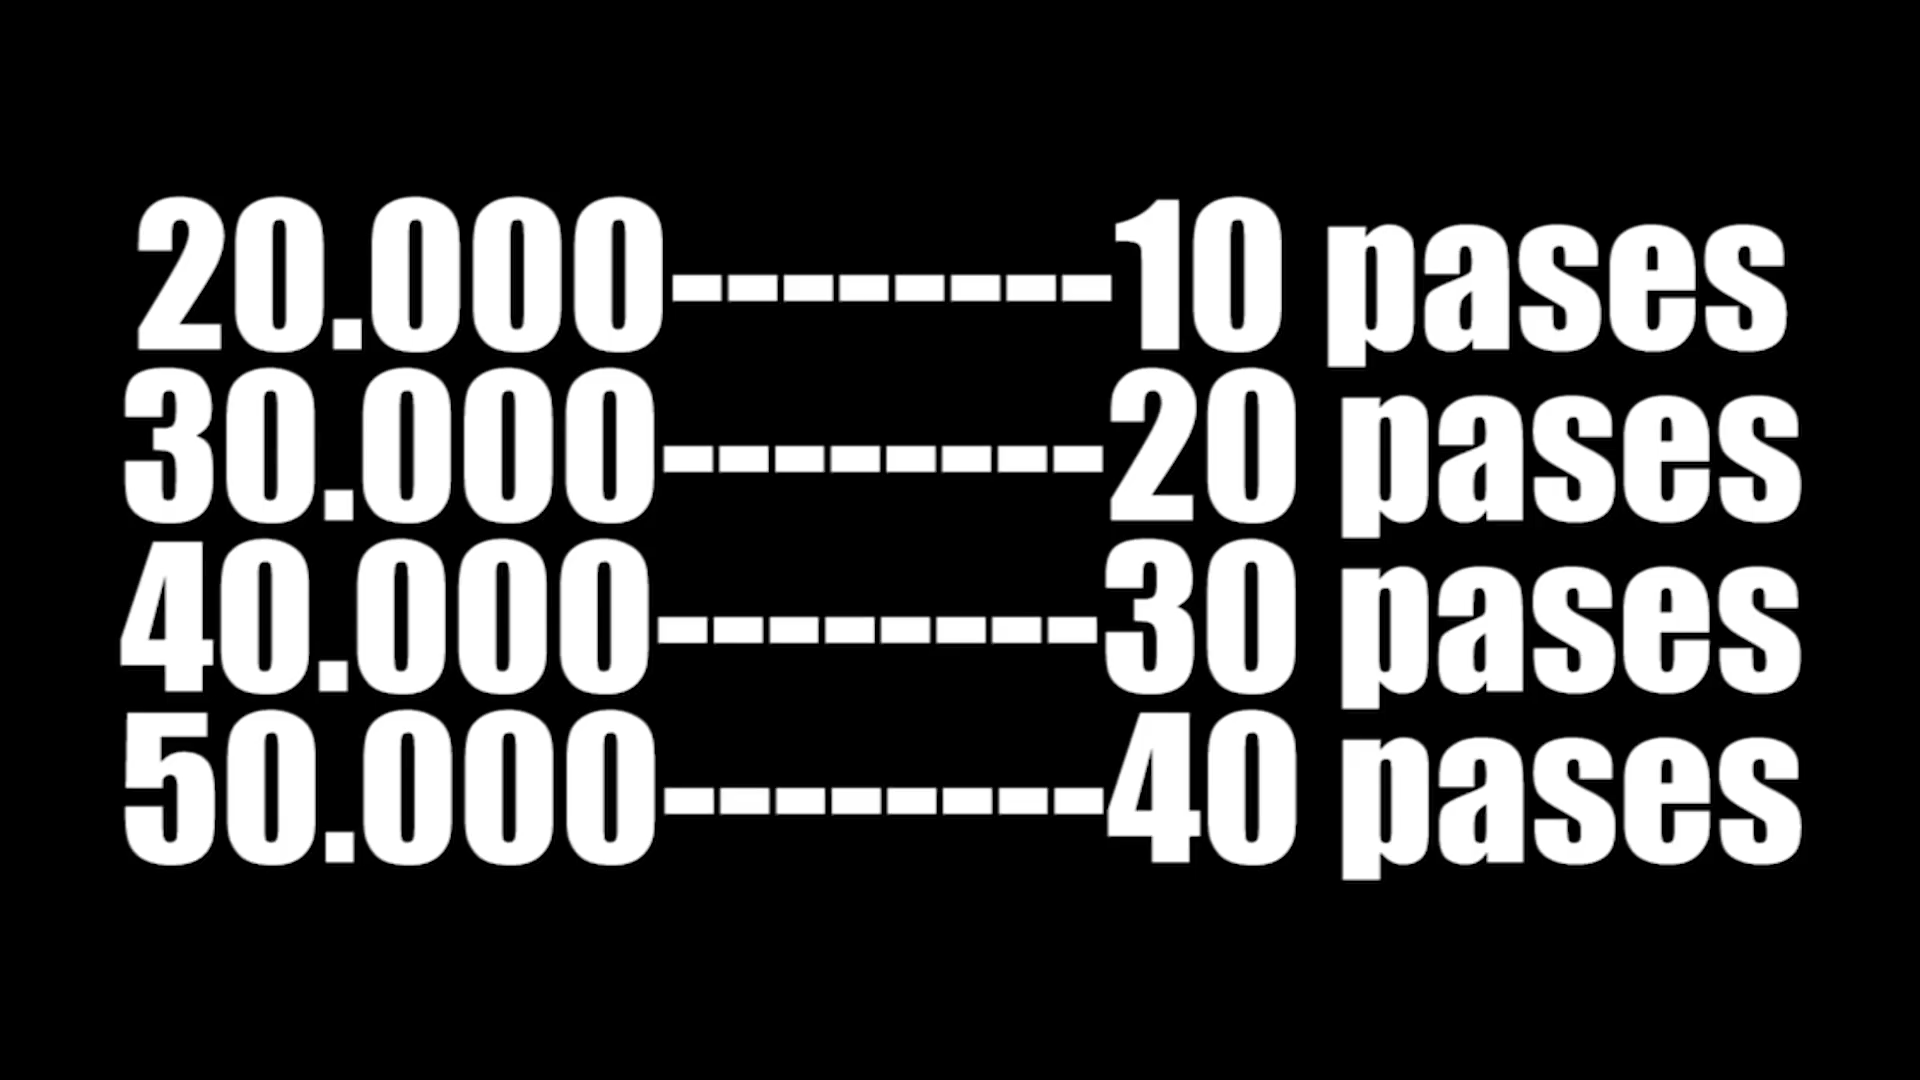 20.000--------10 pases
30.000--------20 pases
40.000--------30 pases
50.000--------40 pases